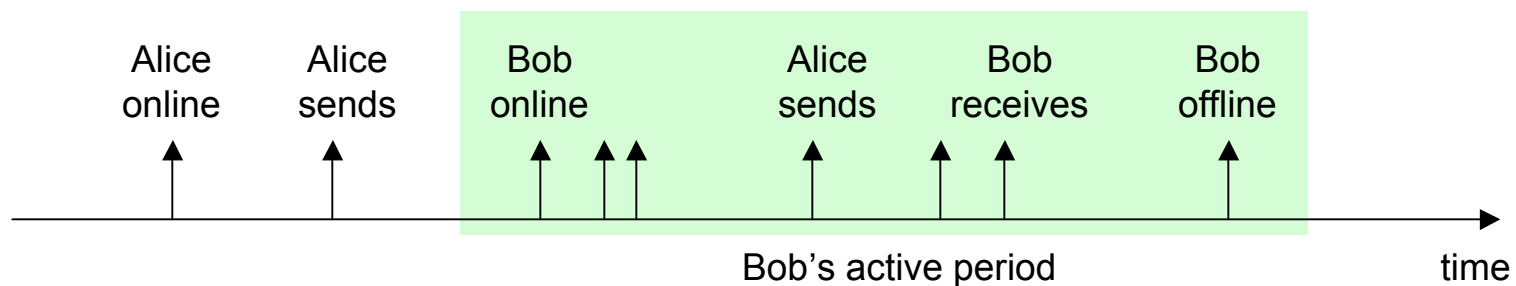 Alice
online
Alice
sends
Bob
online
Alice
sends
Bob
receives
Bob
offline
Bob’s active period
time